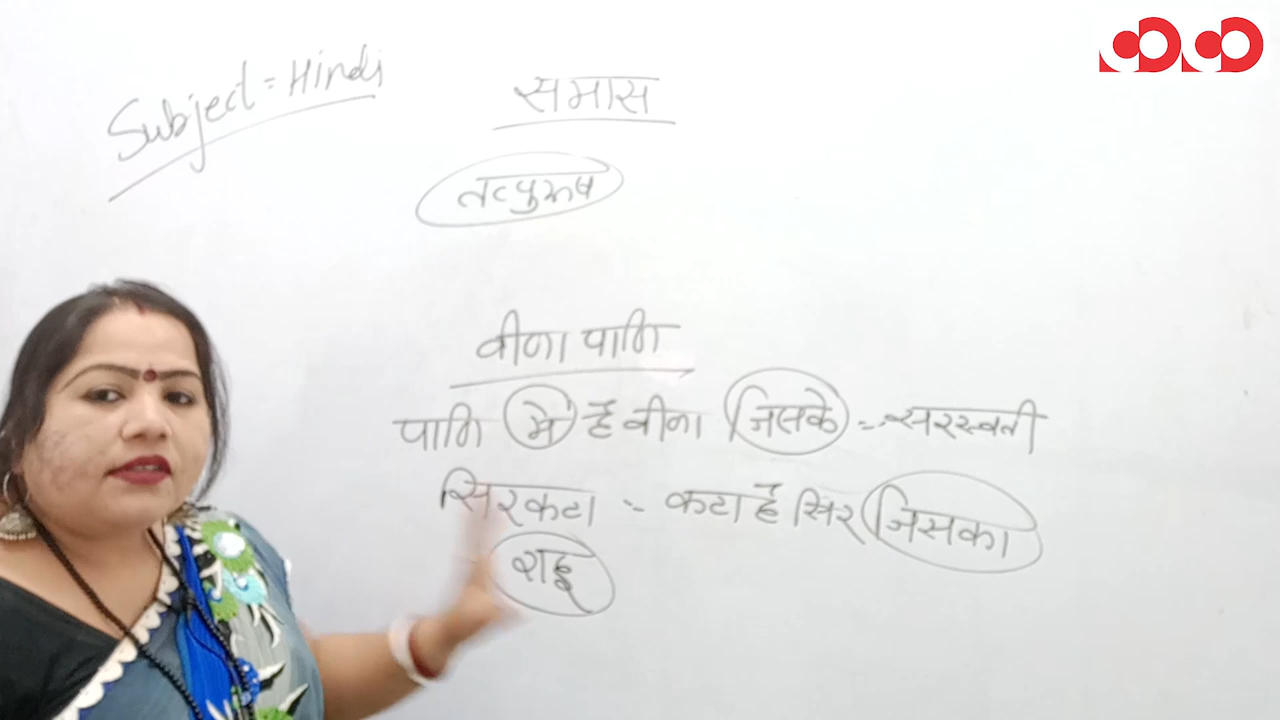 Subject = Hindi
समास
तत्पुरूष
वीणा पाणि
पाणि में है वीणा जिसके :- सरस्वती
सिरकटा :- कटा है सिर जिसका
राहू